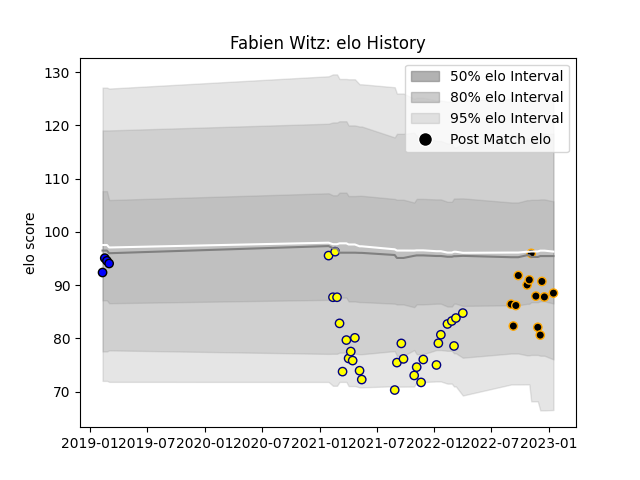 Fabien Witz: elo History
50% elo Interval
80% elo Interval
95% elo Interval
Post Match elo
elo score
130
120
110
100
90
80
70
2019-01 2019-07 2020-01 2020-07 2021-01 2021-07 2022-01 2022-07 2023-01